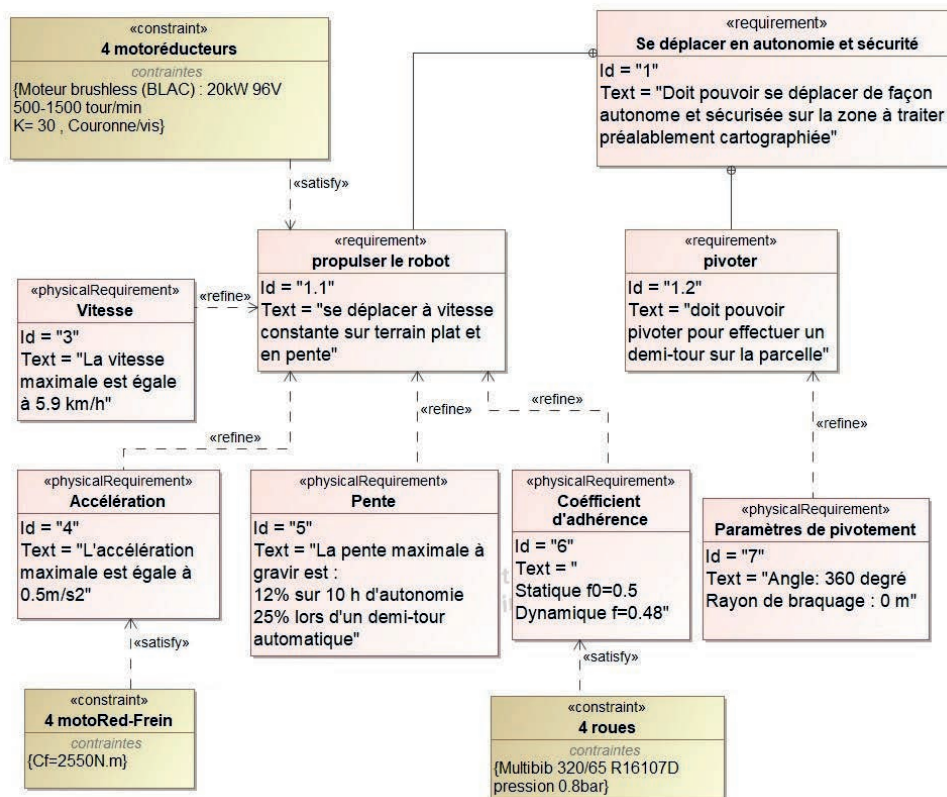 «constraint»
4 motoréducteurs
contraintes
{Moteur brushless (BLAC) : 20kW 96V
500-1500 tour/min
K= 30 , Couronne/vis}
«requirement»
Se déplacer en autonomie et sécurité
Id = "1"
Text = "Doit pouvoir se déplacer de façon
autonome et sécurisée sur la zone à traiter
préalablement cartographiée"
«satisfy»
«requirement»
propulser le robot
Id = "1.1"
Text = "se déplacer à vitesse
constante sur terrain plat et
en pente"
«requirement»
pivoter
Id = "1.2"
Text = "doit pouvoir
pivoter pour effectuer un
demi-tour sur la parcelle"
«physicalRequirement»
Vitesse
Id = "3"
Text = "La vitesse
maximale est égale
à 5.9 km/h"
«refine»
«refine»
«refine»
«refine»
«refine»
«physicalRequirement»
Accélération
Id = "4"
Text = "L'accélération
maximale est égale à
0.5m/s2"
«physicalRequirement»
Pente
Id = "5"
Text = "La pente maximale à
gravir est :
12% sur 10 h d'autonomie
25% lors d'un demi-tour
automatique"
«physicalRequirement»
Coéfficient
d'adhérence
Id = "6"
Text = "
Statique f0=0.5
Dynamique f=0.48"
«physicalRequirement»
Paramètres de pivotement
Id = "7"
Text = "Angle: 360 degré
Rayon de braquage : 0 m"
«satisfy»
«satisfy»
«constraint»
4 motoRed-Frein
contraintes
{Cf=2550N.m}
«constraint»
4 roues
contraintes
{Multibib 320/65 R16107D
pression 0.8bar}